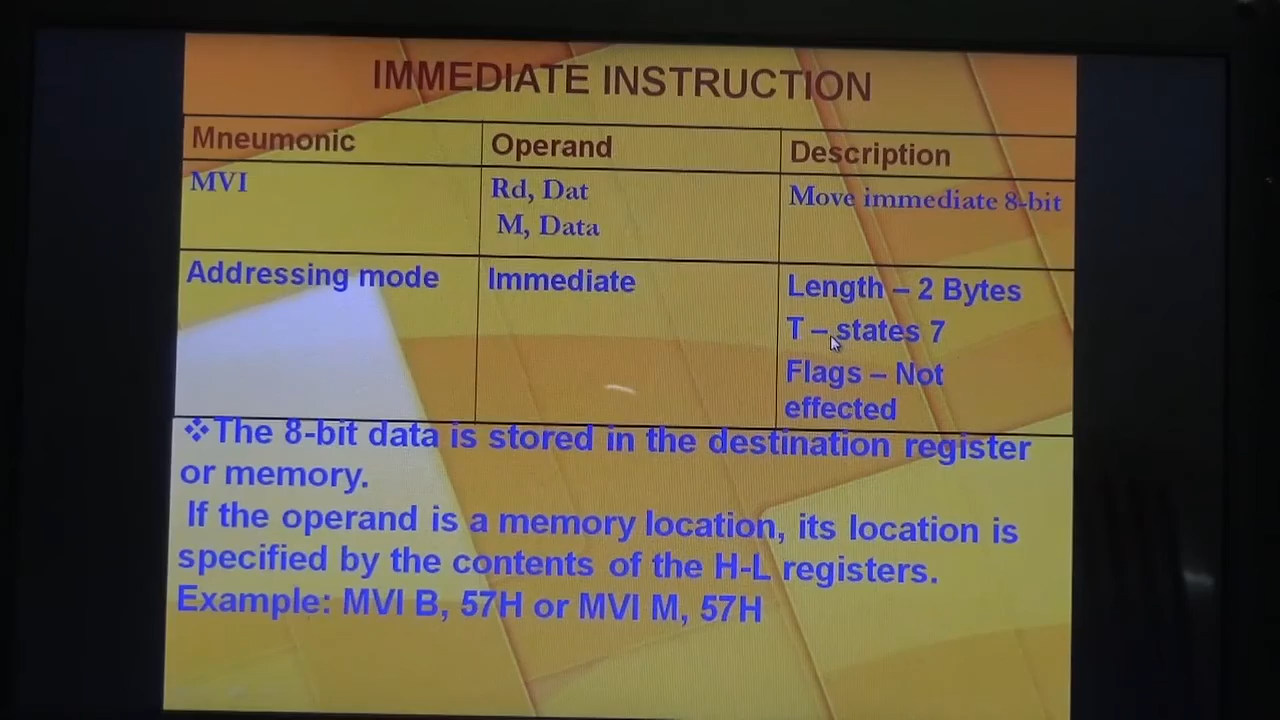 IMMEDIATE INSTRUCTION
Mneumonic Operand Description
MVI Rd, Dat Move immediate 8-bit
M, Data
Addressing mode Immediate Length – 2 Bytes
T – states 7
Flags – Not
effected
❖The 8-bit data is stored in the destination register
or memory.
If the operand is a memory location, its location is
specified by the contents of the H-L registers.
Example: MVI B, 57H or MVI M, 57H